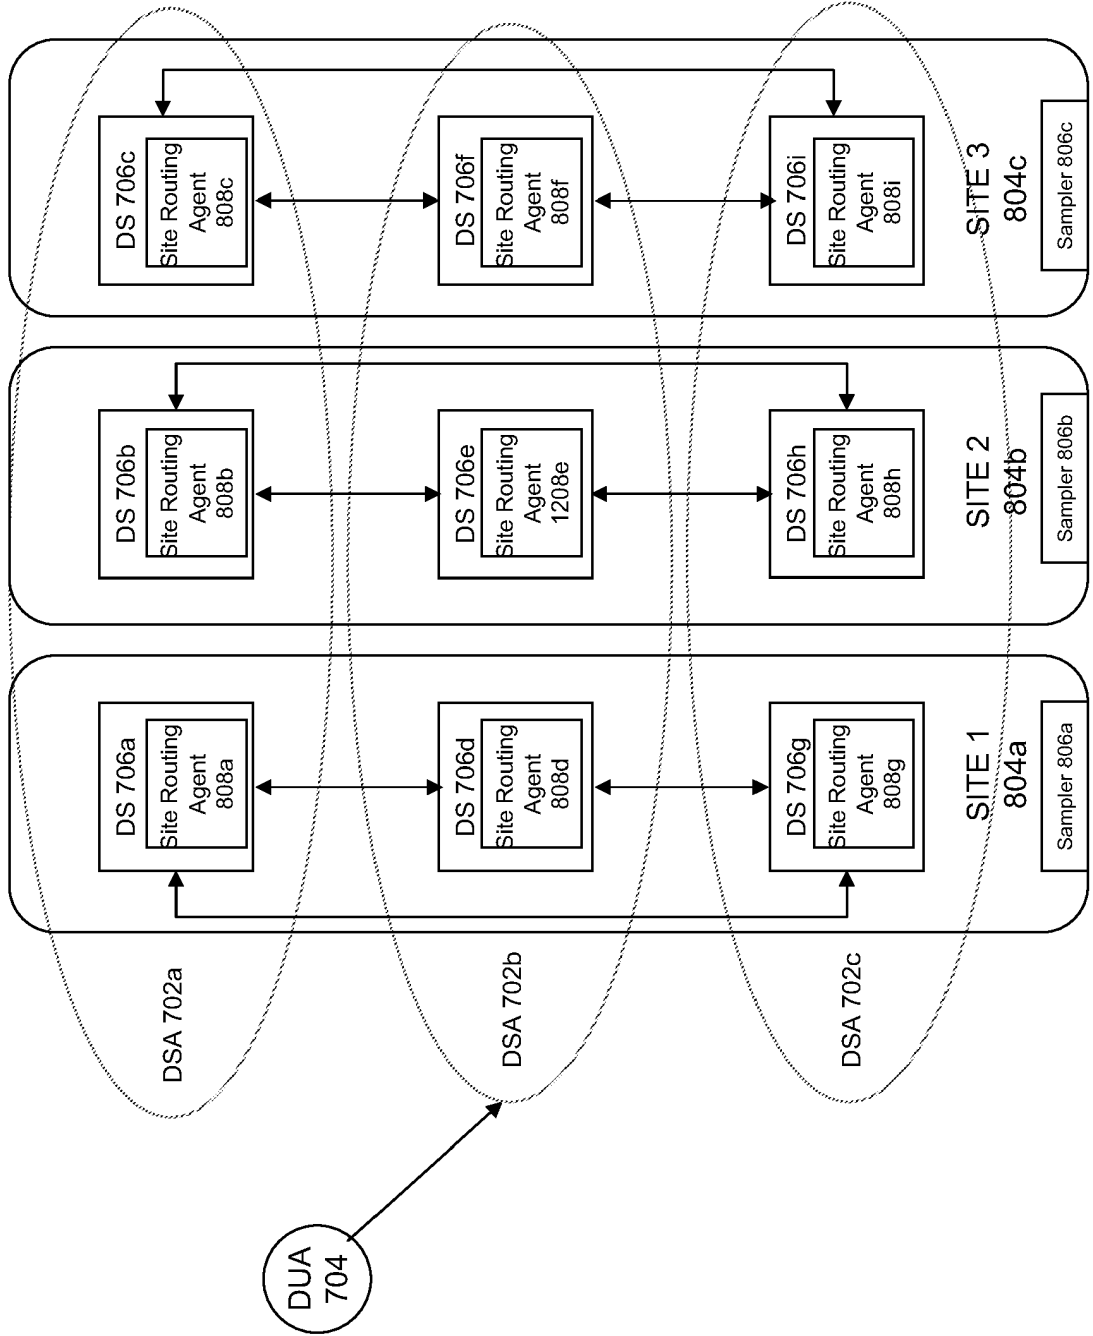 DUA
704
DSA 702a
DS 706a
Site Routing
Agent
808a
DS 706b
Site Routing
Agent
808b
DS 706c
Site Routing
Agent
808c
DSA 702b
DS 706d
Site Routing
Agent
808d
DS 706e
Site Routing
Agent
1208e
DS 706f
Site Routing
Agent
808f
DSA 702c
DS 706g
Site Routing
Agent
808g
DS 706h
Site Routing
Agent
808h
DS 706i
Site Routing
Agent
808i
SITE 1
804a
SITE 2
804b
SITE 3
804c
Sampler 806a
Sampler 806b
Sampler 806c